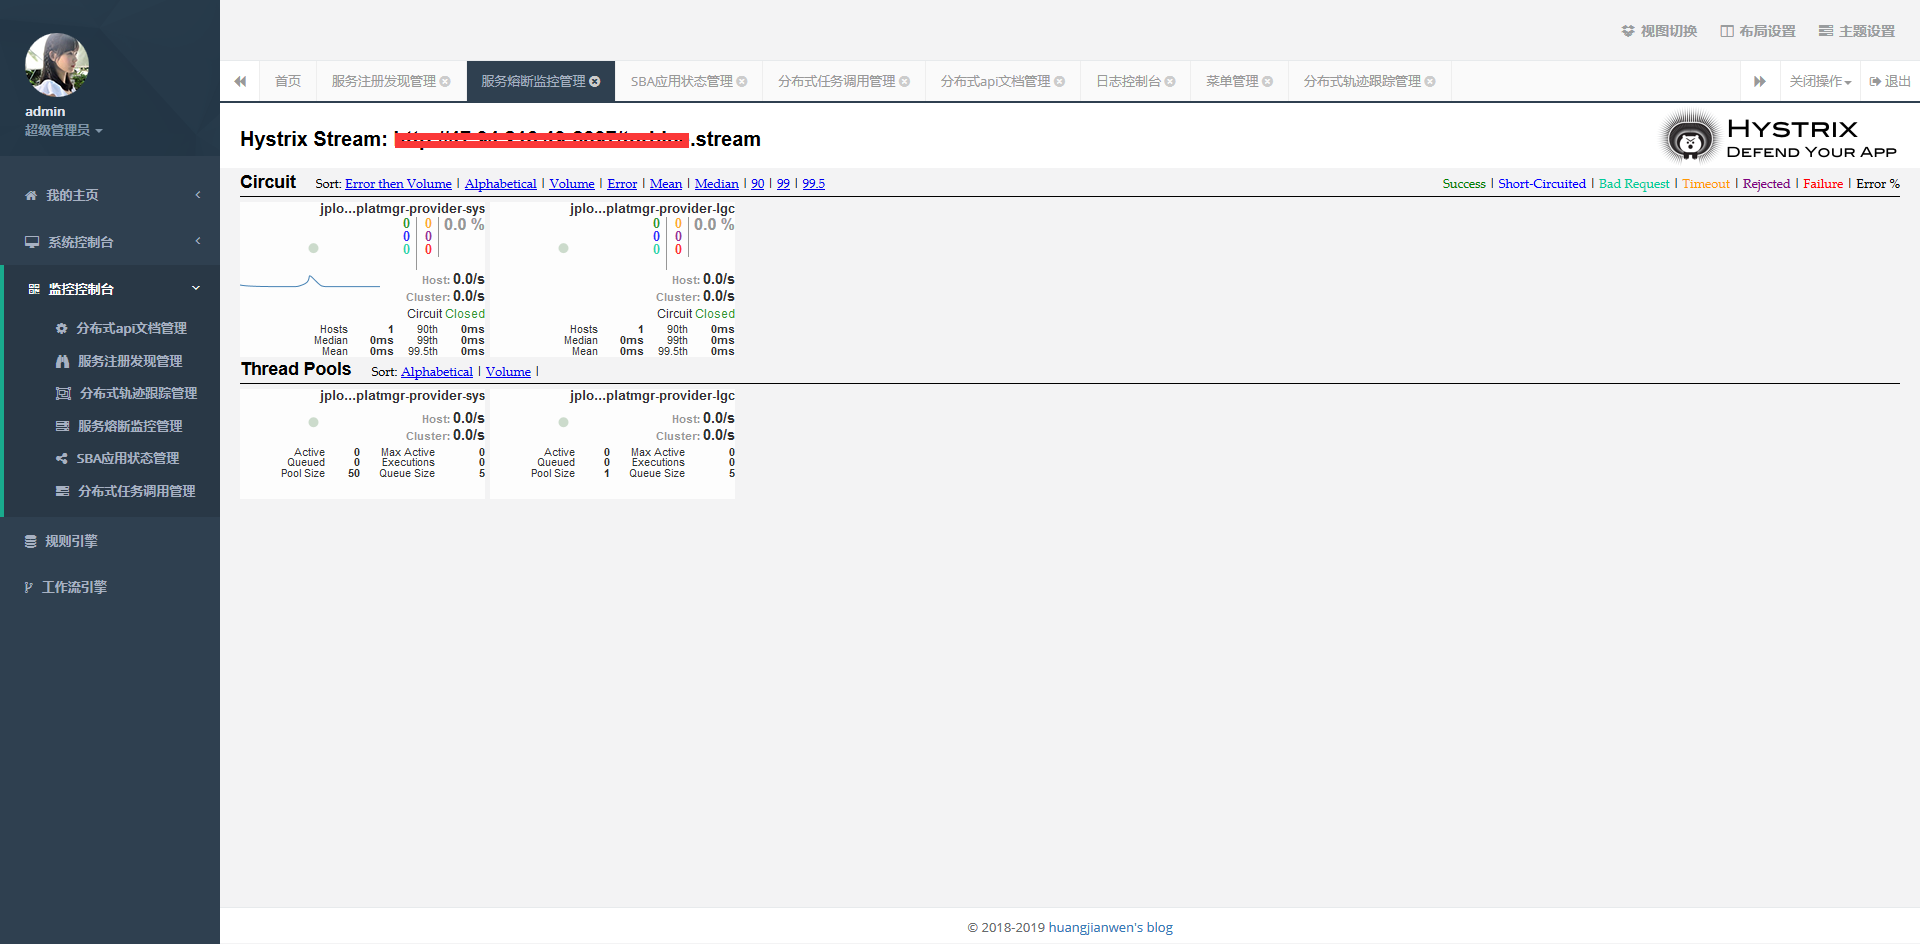 admin
超级管理员
我的主页
系统控制台
监控控制台
分布式api文档管理
服务注册发现管理
分布式轨迹跟踪管理
服务熔断监控管理
SBA应用状态管理
分布式任务调用管理
规则引擎
工作流引擎
视图切换 布局设置 主题设置
首页 服务注册发现管理 服务熔断监控管理 SBA应用状态管理 分布式任务调用管理 分布式api文档管理 日志控制台 菜单管理 分布式轨迹跟踪管理 关闭操作 退出
Hystrix Stream: .stream
HYSTRIX
DEFEND YOUR APP
Circuit Sort: Error then Volume | Alphabetical | Volume | Error | Mean | Median | 90 | 99 | 99.5
Success | Short-Circuited | Bad Request | Timeout | Rejected | Failure | Error %
jplo...platmgr-provider-sys
0 0 0.0 %
0 0
0 0
Host: 0.0/s
Cluster: 0.0/s
Circuit Closed
Hosts 1 90th 0ms
Median 0ms 99th 0ms
Mean 0ms 99.5th 0ms
jplo...platmgr-provider-lgc
0 0 0.0 %
0 0
0 0
Host: 0.0/s
Cluster: 0.0/s
Circuit Closed
Hosts 1 90th 0ms
Median 0ms 99th 0ms
Mean 0ms 99.5th 0ms
Thread Pools Sort: Alphabetical | Volume |
jplo...platmgr-provider-sys
Host: 0.0/s
Cluster: 0.0/s
Active 0 Max Active 0
Queued 0 Executions 0
Pool Size 50 Queue Size 5
jplo...platmgr-provider-lgc
Host: 0.0/s
Cluster: 0.0/s
Active 0 Max Active 0
Queued 0 Executions 0
Pool Size 1 Queue Size 5
© 2018-2019 huangjianwen's blog